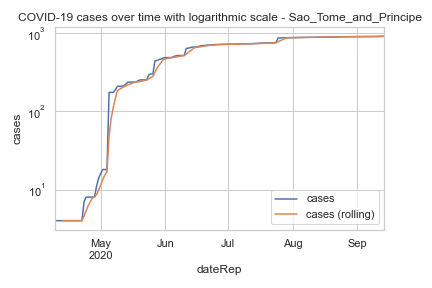 COVID-19 cases over time with logarithmic scale - Sao_Tome_and_Principe
10³
10²
10¹
cases
cases
cases (rolling)
May
2020
Jun
Jul
Aug
Sep
dateRep